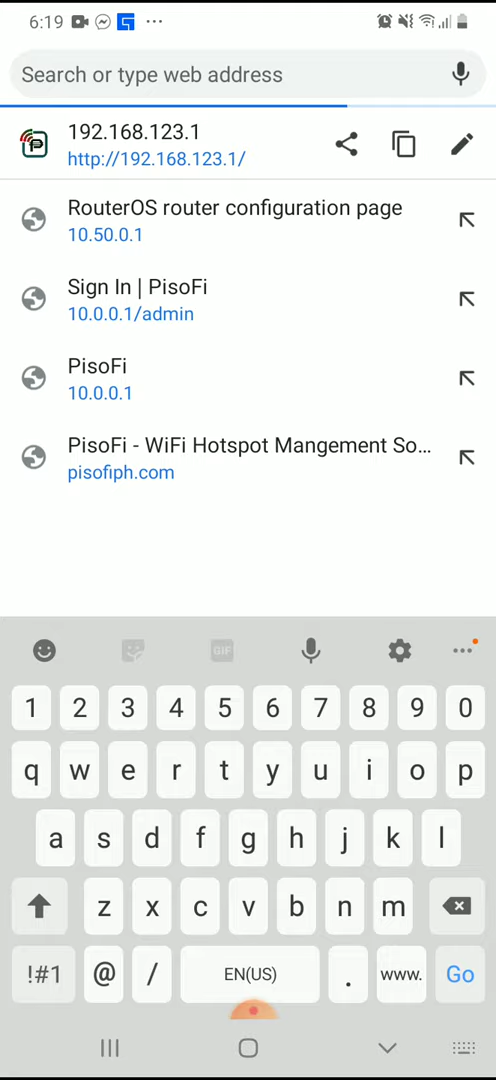 6:19
Search or type web address
192.168.123.1
http://192.168.123.1/
RouterOS router configuration page
10.50.0.1
Sign In | PisoFi
10.0.0.1/admin
PisoFi
10.0.0.1
PisoFi - WiFi Hotspot Mangement So...
pisofiph.com
GIF
1 2 3 4 5 6 7 8 9 0
q w e r t y u i o p
a s d f g h j k l
z x c v b n m
!#1 @ / EN(US) . www. Go